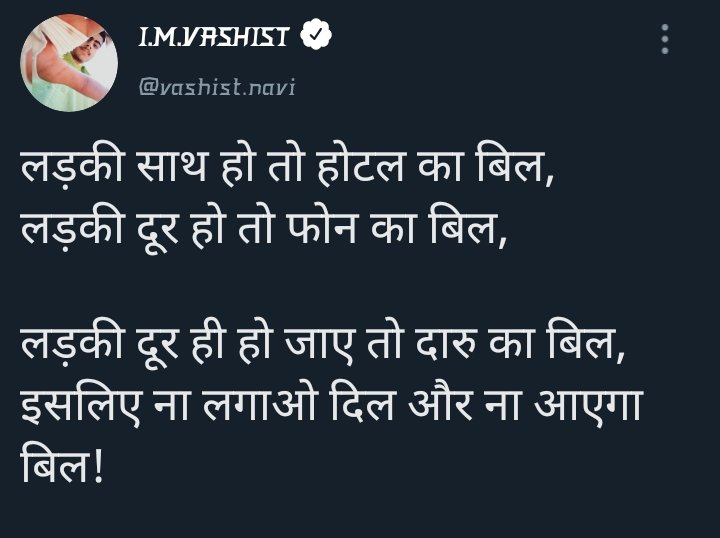 I.M.VASHIST
@vashist.navi
लड़की साथ हो तो होटल का बिल,
लड़की दूर हो तो फोन का बिल,
लड़की दूर ही हो जाए तो दारु का बिल,
इसलिए ना लगाओ दिल और ना आएगा
बिल!